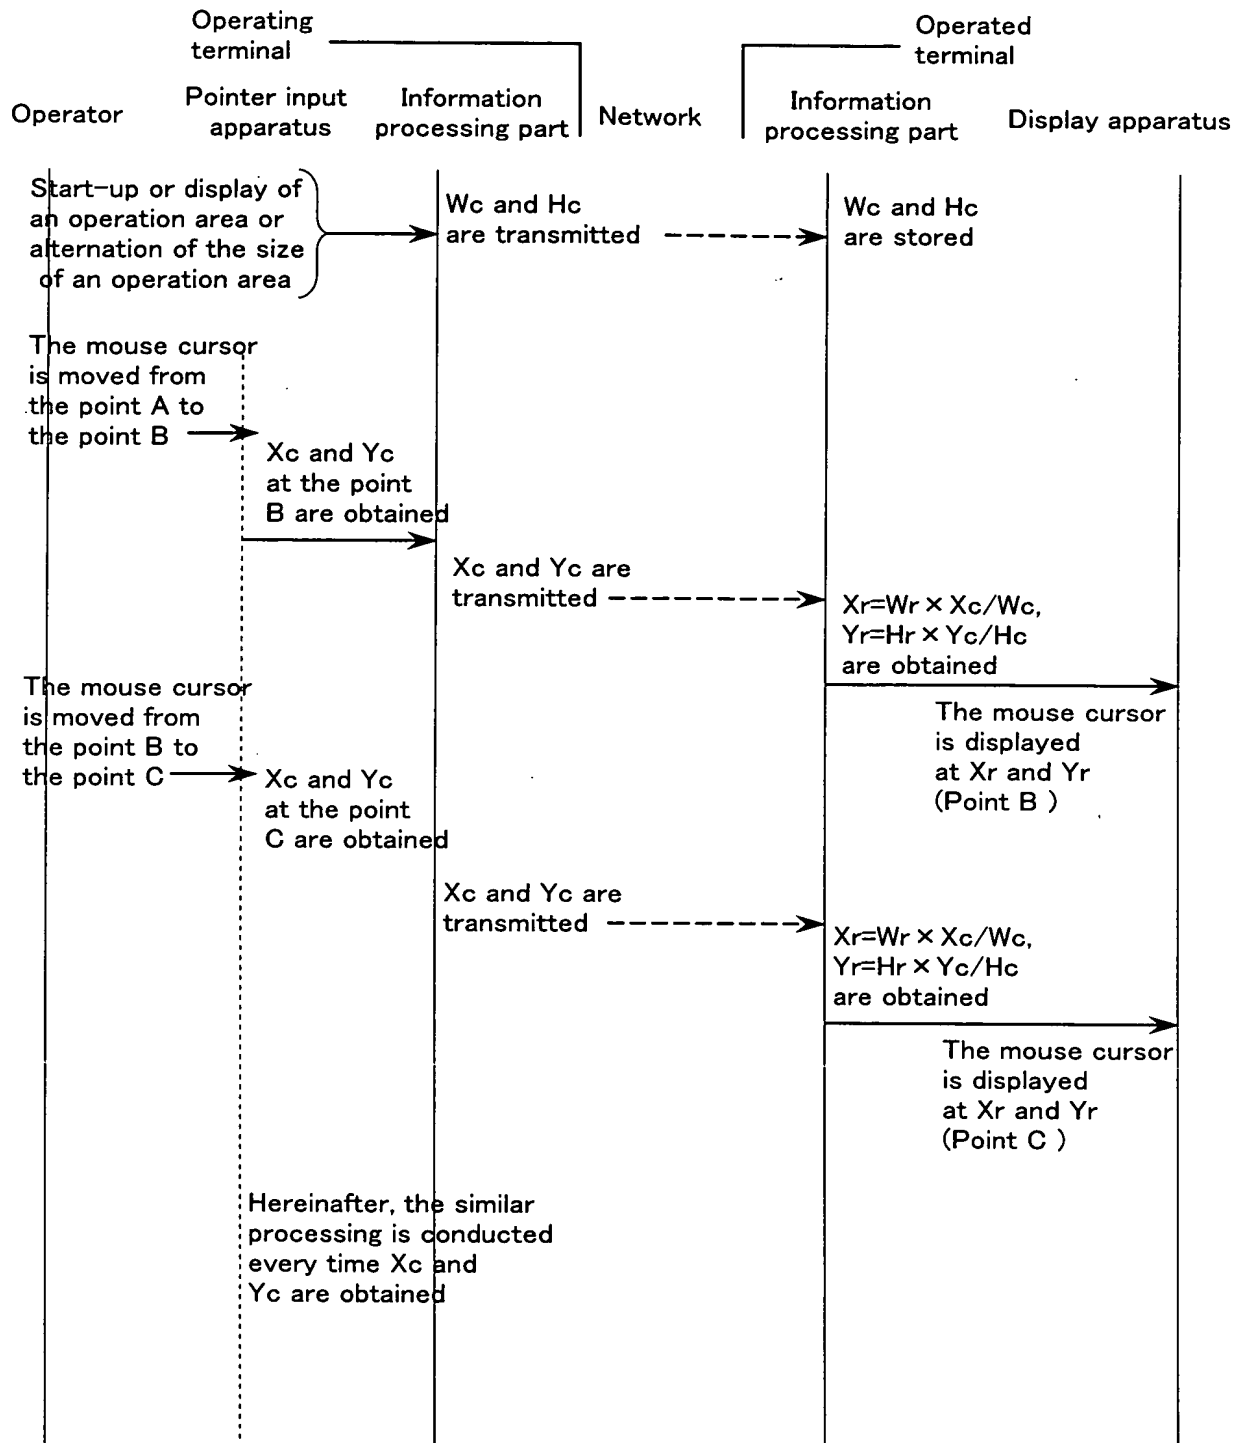 Operating
terminal
Operated
terminal
Operator
Pointer input
apparatus
Information
processing part
Network
Information
processing part
Display apparatus
Start-up or display of
an operation area or
alternation of the size
of an operation area
Wc and Hc
are transmitted
Wc and Hc
are stored
The mouse cursor
is moved from
the point A to
the point B
Xc and Yc
at the point
B are obtained
Xc and Yc are
transmitted
Xr=Wr × Xc/Wc,
Yr=Hr × Yc/Hc
are obtained
The mouse cursor
is displayed
at Xr and Yr
(Point B )
The mouse cursor
is moved from
the point B to
the point C
Xc and Yc
at the point
C are obtained
Xc and Yc are
transmitted
Xr=Wr × Xc/Wc,
Yr=Hr × Yc/Hc
are obtained
The mouse cursor
is displayed
at Xr and Yr
(Point C )
Hereinafter, the similar
processing is conducted
every time Xc and
Yc are obtained